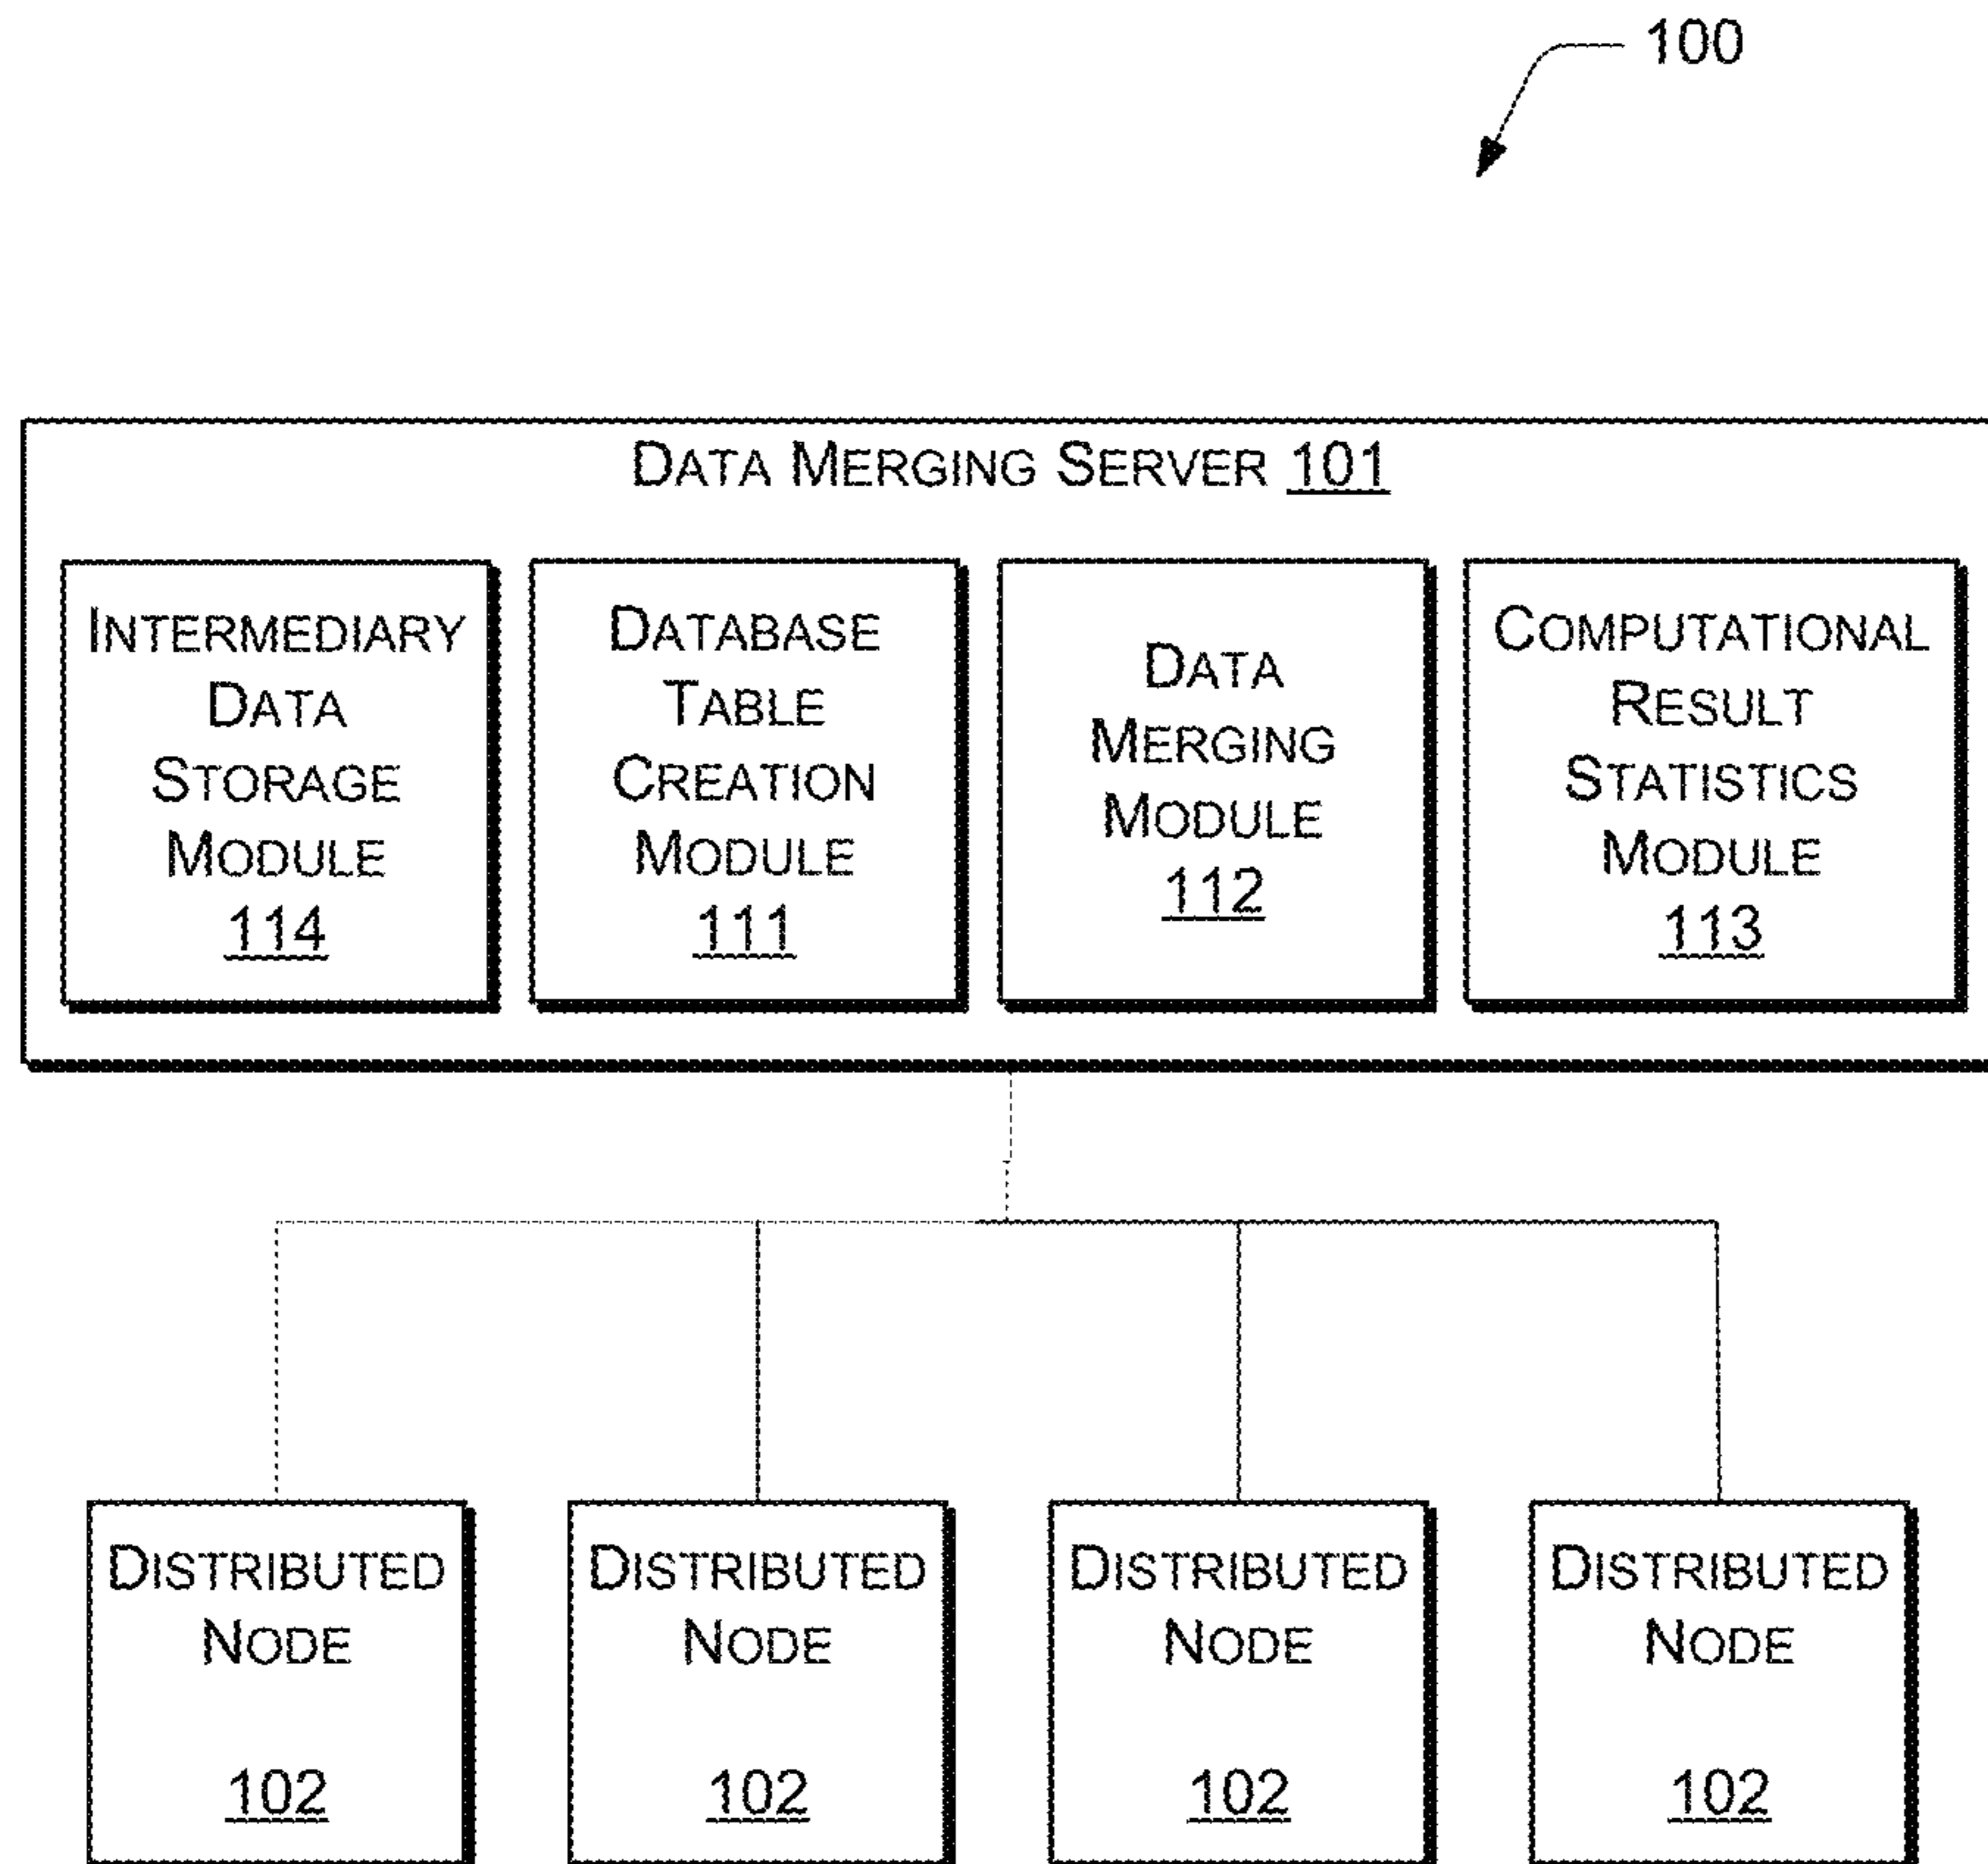 100
DATA MERGING SERVER 101
INTERMEDIARY
DATA
STORAGE
MODULE
114
DATABASE
TABLE
CREATION
MODULE
111
DATA
MERGING
MODULE
112
COMPUTATIONAL
RESULT
STATISTICS
MODULE
113
DISTRIBUTED
NODE
102
DISTRIBUTED
NODE
102
DISTRIBUTED
NODE
102
DISTRIBUTED
NODE
102